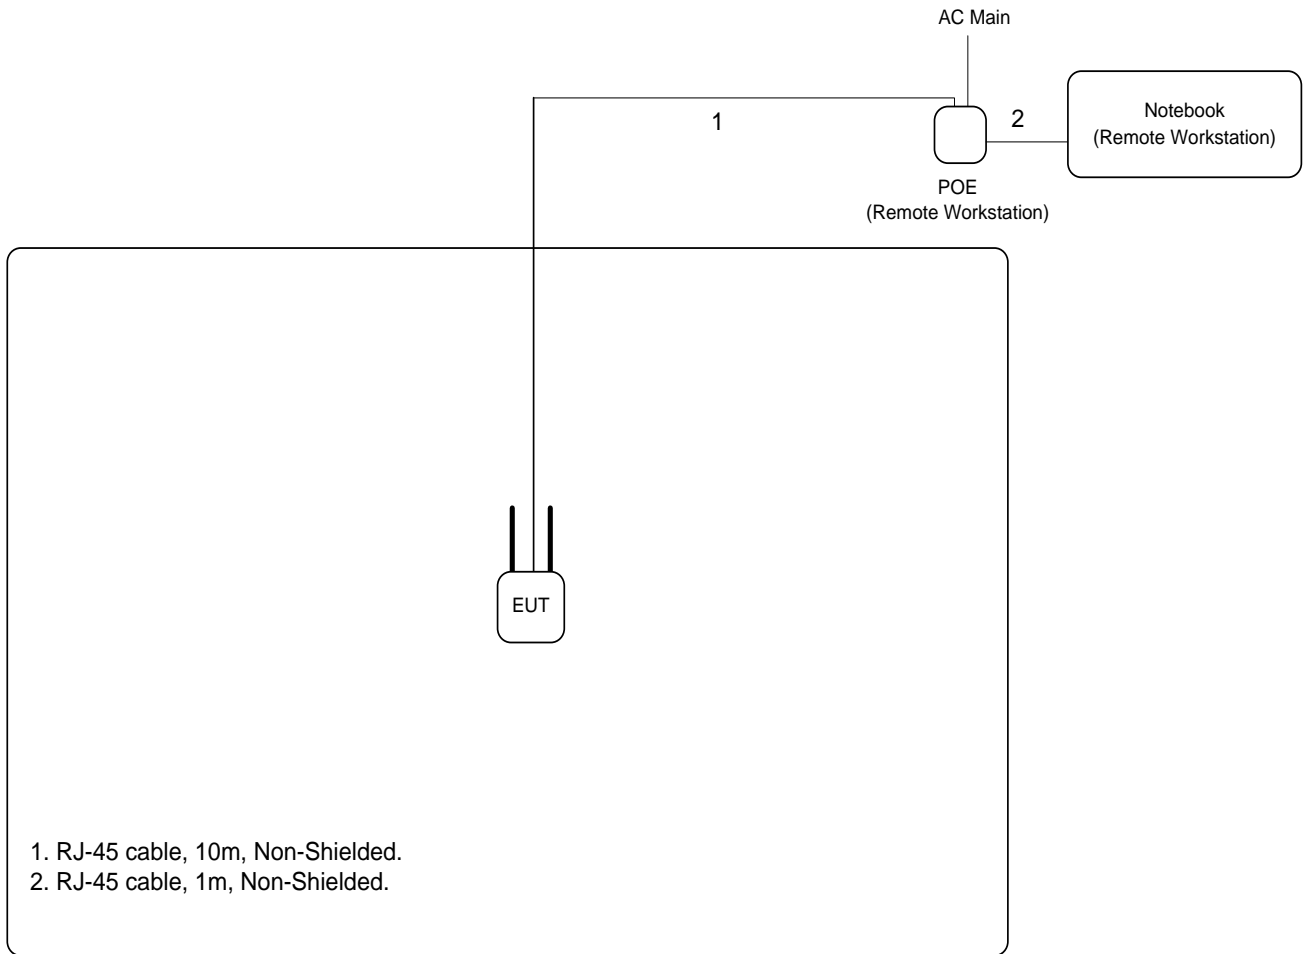 AC Main
1
2
Notebook
(Remote Workstation)
POE
(Remote Workstation)
EUT
1. RJ-45 cable, 10m, Non-Shielded.
2. RJ-45 cable, 1m, Non-Shielded.